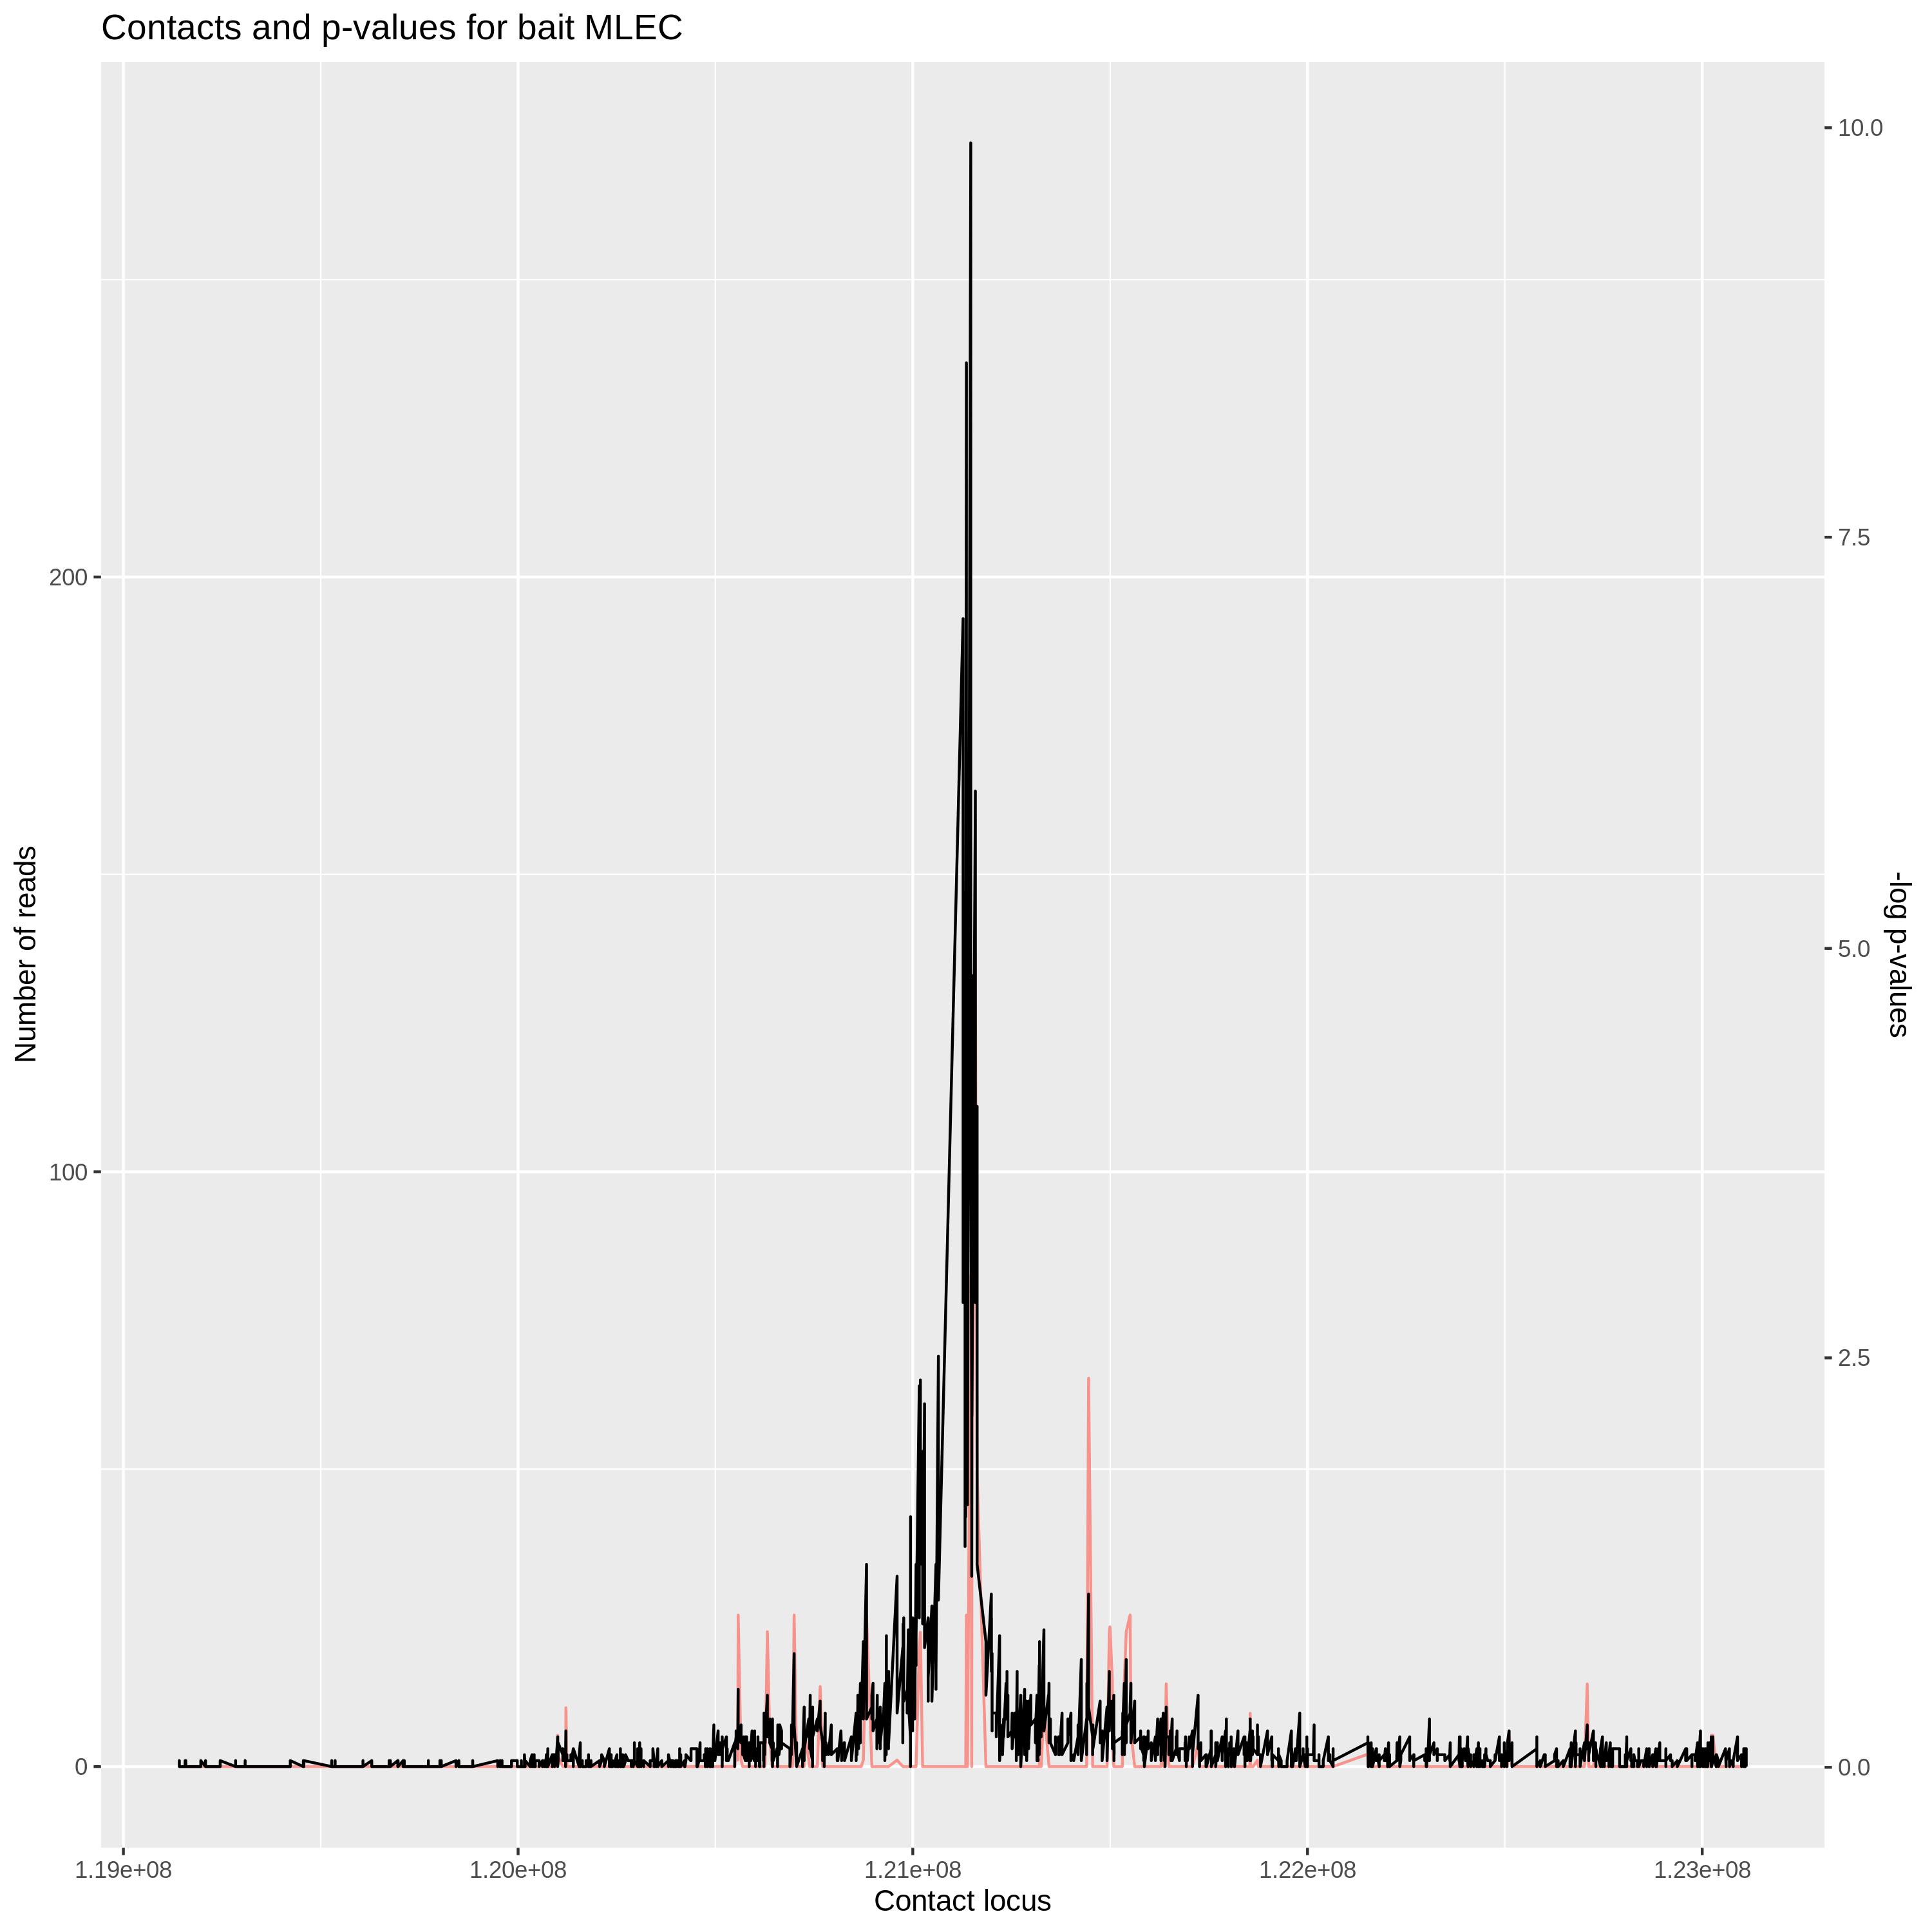 Contacts and p-values for bait MLEC
10.0
7.5
200
5.0
Number of reads
-log p-values
100
2.5
0
0.0
1.19e+08 1.20e+08 1.21e+08 1.22e+08 1.23e+08
Contact locus